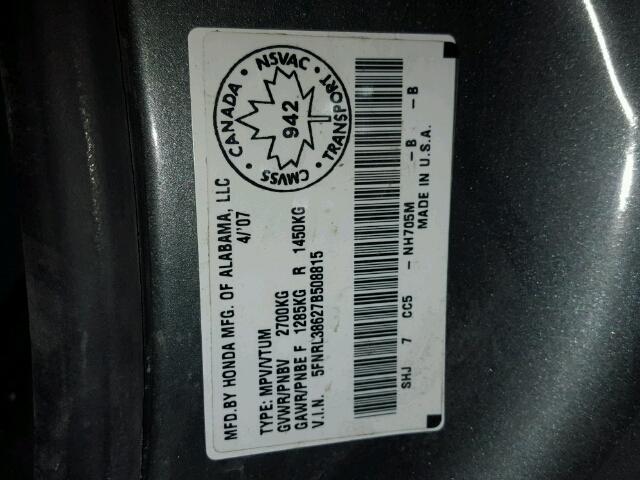 MFD.BY HONDA MFG. OF ALABAMA, LLC
4/'07
TYPE: MPV/VTUM
GVWR/PNBV 2700KG
GAWR/PNBE F 1285KG R 1450KG
V.I.N. 5FNRL38627B508815
CANADA · NSVAC · TRANSPORT · CMVSS
942
SHJ 7 CC5 - NH705M -B -B
MADE IN U.S.A.